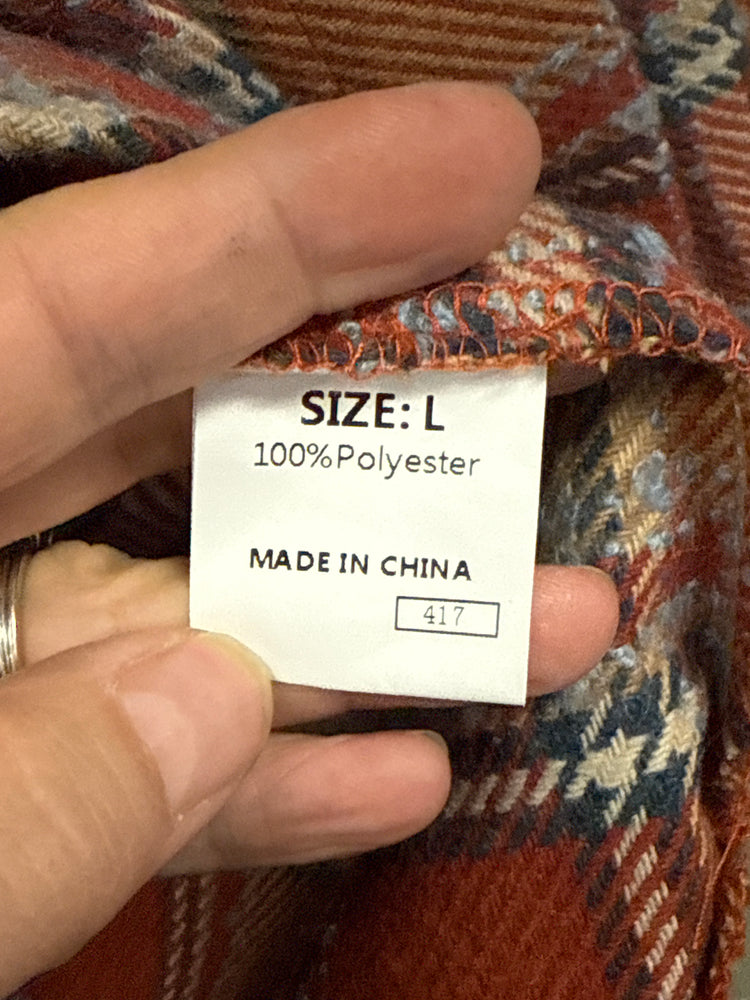 SIZE: L
100%Polyester
MADE IN CHINA
417